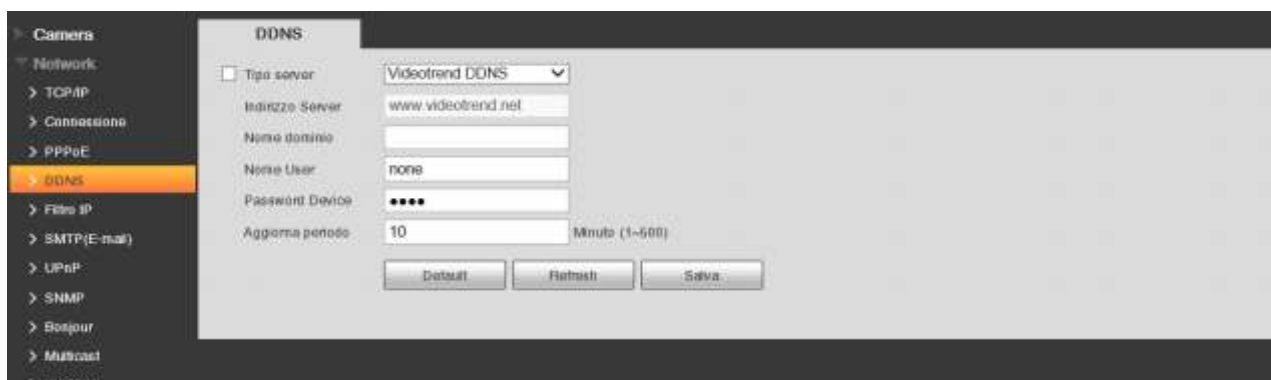 Camera
Network
TCP/IP
Connessione
PPPoE
DDNS
Filtro IP
SMTP(E-mail)
UPnP
SNMP
Bonjour
Multicast
DDNS
Tipo server Videotrend DDNS
Indirizzo Server www.videotrend.net
Nome dominio
Nome User none
Password Device ●●●●
Aggiorna periodo 10 Minuto (1~600)
Default Refresh Salva